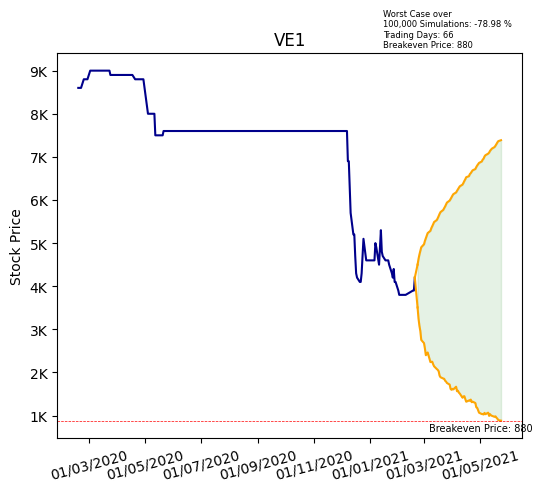 Worst Case over
100,000 Simulations: -78.98 %
Trading Days: 66
Breakeven Price: 880
VE1
9K
8K
7K
6K
5K
4K
3K
2K
1K
Stock Price
Breakeven Price: 880
01/03/2020 01/05/2020 01/07/2020 01/09/2020 01/11/2020 01/01/2021 01/03/2021 01/05/2021